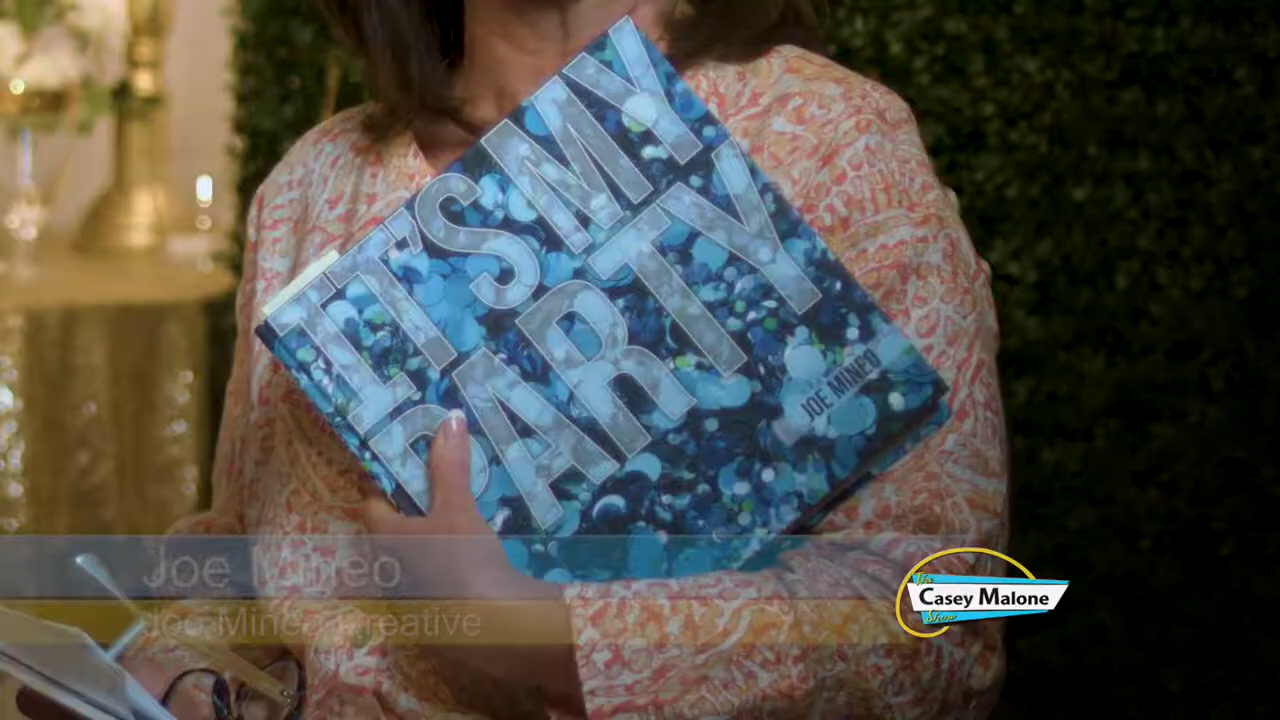 IT'S MY
PARTY
JOE MINEO
Joe Mineo
Joe Mineo Creative
The
Casey Malone
Show